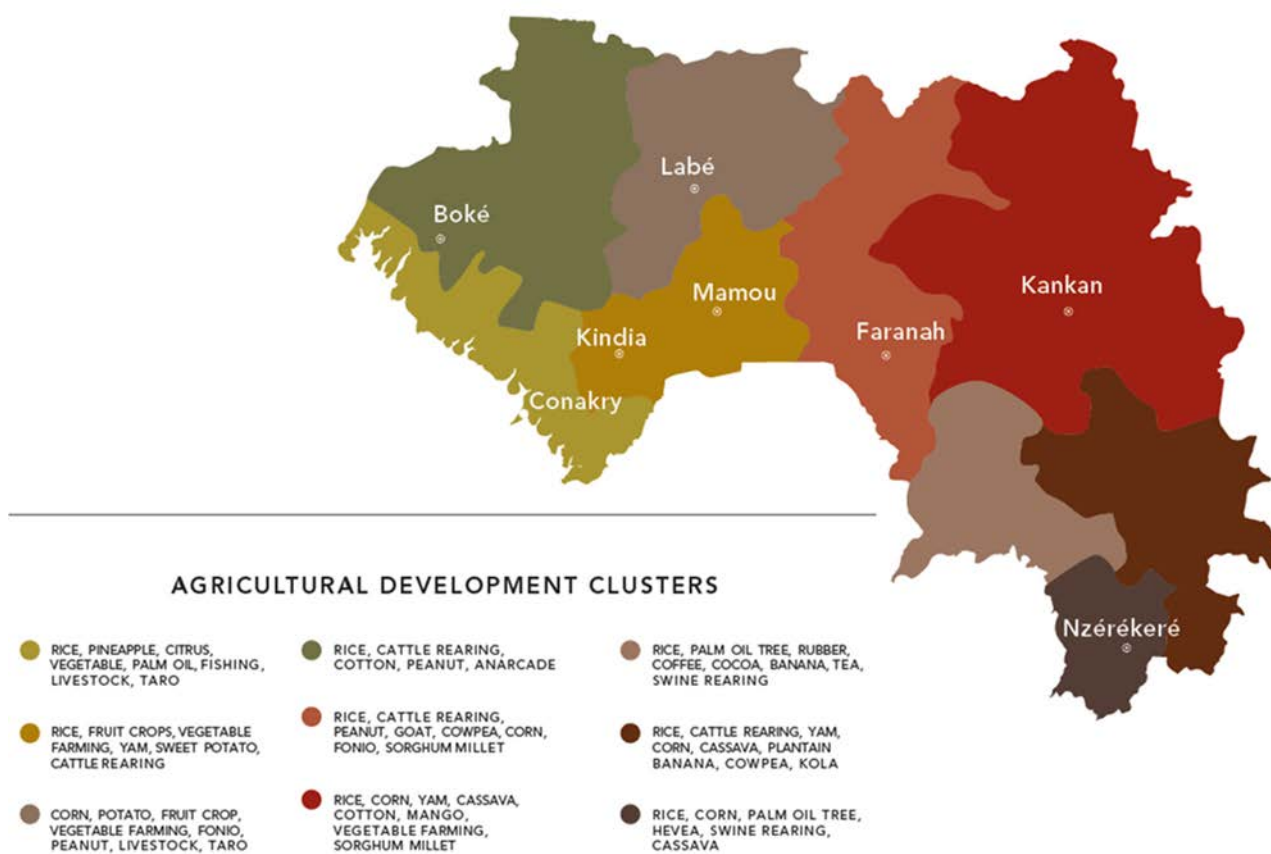 Labé
Boké
Kankan
Mamou
Kindia
Faranah
Conakry
Nzérékeré
AGRICULTURAL DEVELOPMENT CLUSTERS
RICE, PINEAPPLE, CITRUS,
VEGETABLE, PALM OIL, FISHING,
LIVESTOCK, TARO
RICE, FRUIT CROPS, VEGETABLE
FARMING, YAM, SWEET POTATO,
CATTLE REARING
CORN, POTATO, FRUIT CROP,
VEGETABLE FARMING, FONIO,
PEANUT, LIVESTOCK, TARO
RICE, CATTLE REARING,
COTTON, PEANUT, ANARCADE
RICE, CATTLE REARING,
PEANUT, GOAT, COWPEA, CORN,
FONIO, SORGHUM MILLET
RICE, CORN, YAM, CASSAVA,
COTTON, MANGO,
VEGETABLE FARMING,
SORGHUM MILLET
RICE, PALM OIL TREE, RUBBER,
COFFEE, COCOA, BANANA, TEA,
SWINE REARING
RICE, CATTLE REARING, YAM,
CORN, CASSAVA, PLANTAIN
BANANA, COWPEA, KOLA
RICE, CORN, PALM OIL TREE,
HEVEA, SWINE REARING,
CASSAVA